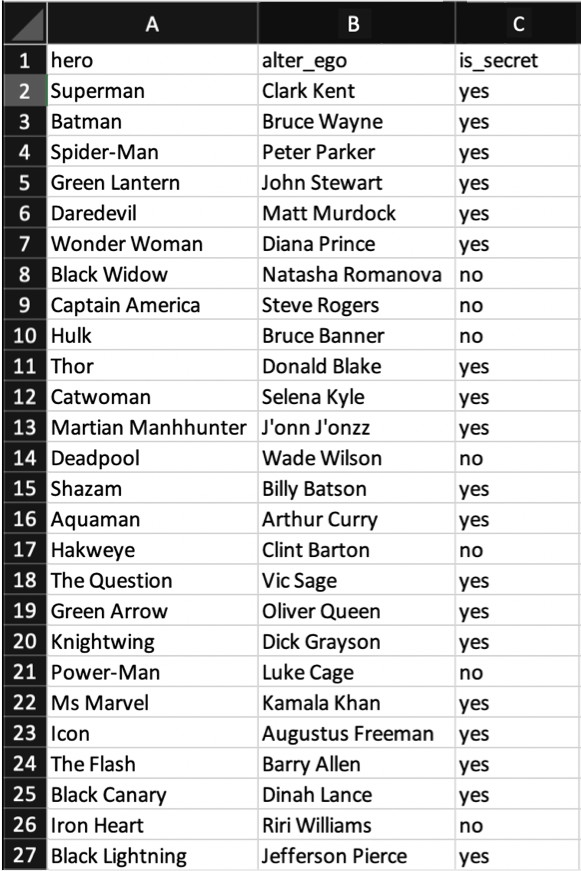 A B C
1 hero alter_ego is_secret
2 Superman Clark Kent yes
3 Batman Bruce Wayne yes
4 Spider-Man Peter Parker yes
5 Green Lantern John Stewart yes
6 Daredevil Matt Murdock yes
7 Wonder Woman Diana Prince yes
8 Black Widow Natasha Romanova no
9 Captain America Steve Rogers no
10 Hulk Bruce Banner no
11 Thor Donald Blake yes
12 Catwoman Selena Kyle yes
13 Martian Manhhunter J'onn J'onzz yes
14 Deadpool Wade Wilson no
15 Shazam Billy Batson yes
16 Aquaman Arthur Curry yes
17 Hakweye Clint Barton no
18 The Question Vic Sage yes
19 Green Arrow Oliver Queen yes
20 Knightwing Dick Grayson yes
21 Power-Man Luke Cage no
22 Ms Marvel Kamala Khan yes
23 Icon Augustus Freeman yes
24 The Flash Barry Allen yes
25 Black Canary Dinah Lance yes
26 Iron Heart Riri Williams no
27 Black Lightning Jefferson Pierce yes